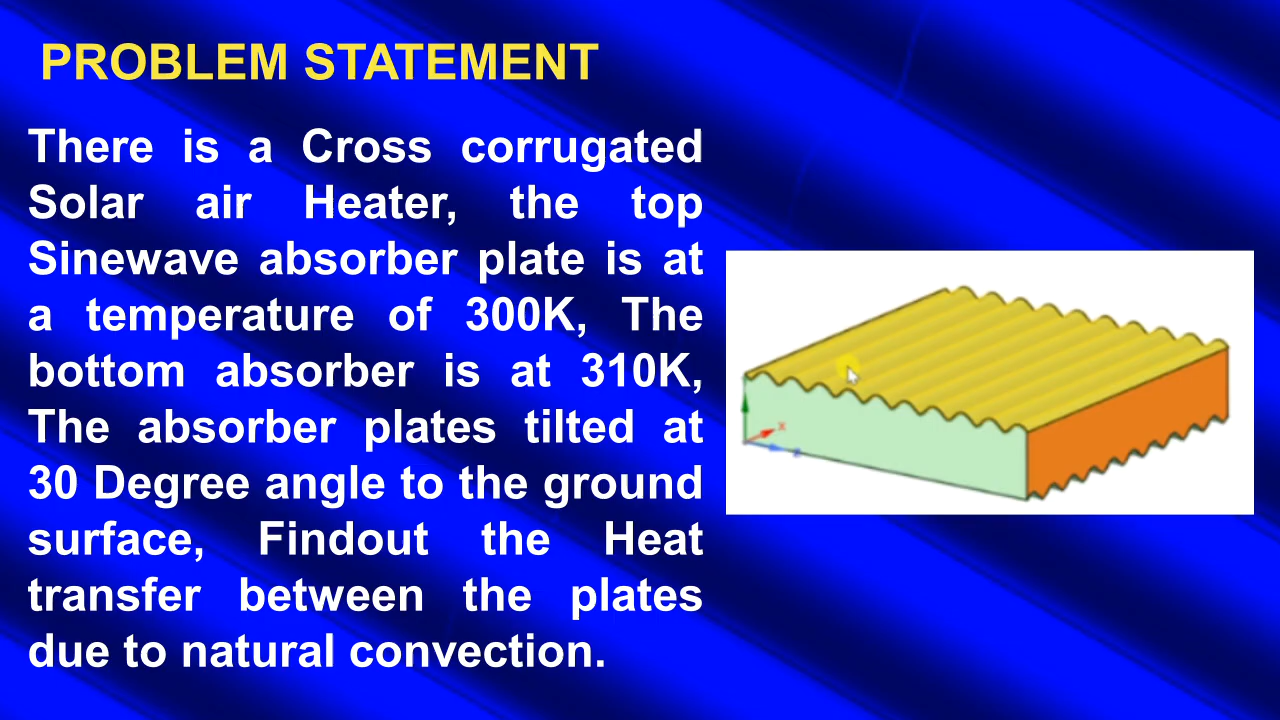 PROBLEM STATEMENT
There is a Cross corrugated
Solar air Heater, the top
Sinewave absorber plate is at
a temperature of 300K, The
bottom absorber is at 310K,
The absorber plates tilted at
30 Degree angle to the ground
surface, Findout the Heat
transfer between the plates
due to natural convection.
x
z